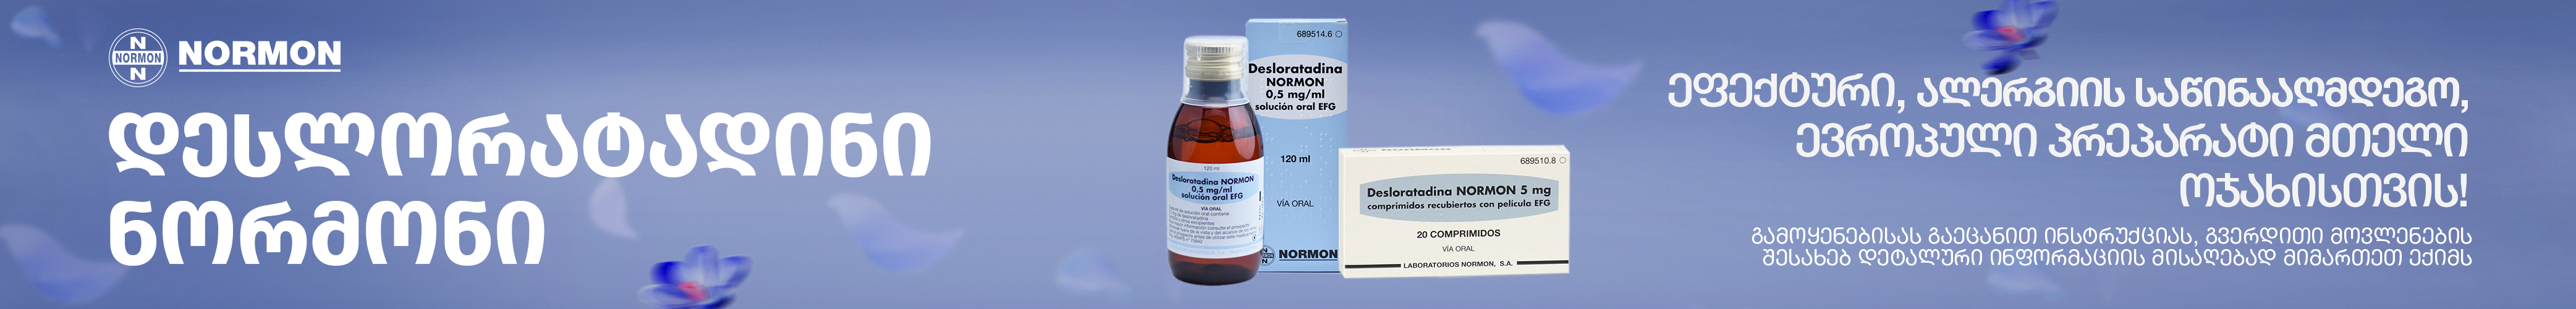 N
NORMON
N
NORMON
დესლორატადინი
ნორმონი
689514.6
Desloratadina
NORMON
0,5 mg/ml
solución oral EFG
120 ml
VÍA ORAL
NORMON
120 ml
Desloratadina NORMON
0,5 mg/ml
solución oral EFG
VÍA ORAL
689510.8
Desloratadina NORMON 5 mg
comprimidos recubiertos con película EFG
20 COMPRIMIDOS
VÍA ORAL
LABORATORIOS NORMON, S.A.
ეფექტური, ალერგიის საწინააღმდეგო,
ევროპული პრეპარატი მთელი
ოჯახისთვის!
გამოყენებისას გაეცანით ინსტრუქციას, გვერდითი მოვლენების
შესახებ დეტალური ინფორმაციის მისაღებად მიმართეთ ექიმს